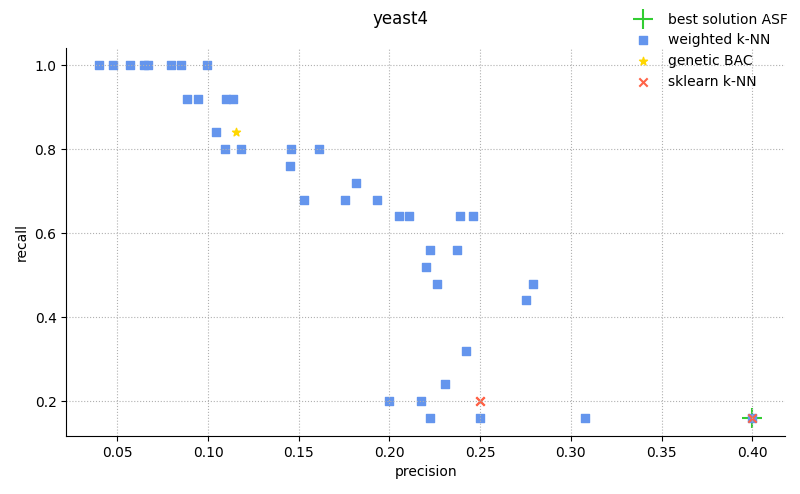 yeast4
best solution ASF
weighted k-NN
genetic BAC
sklearn k-NN
1.0
0.8
0.6
0.4
0.2
recall
0.05 0.10 0.15 0.20 0.25 0.30 0.35 0.40
precision